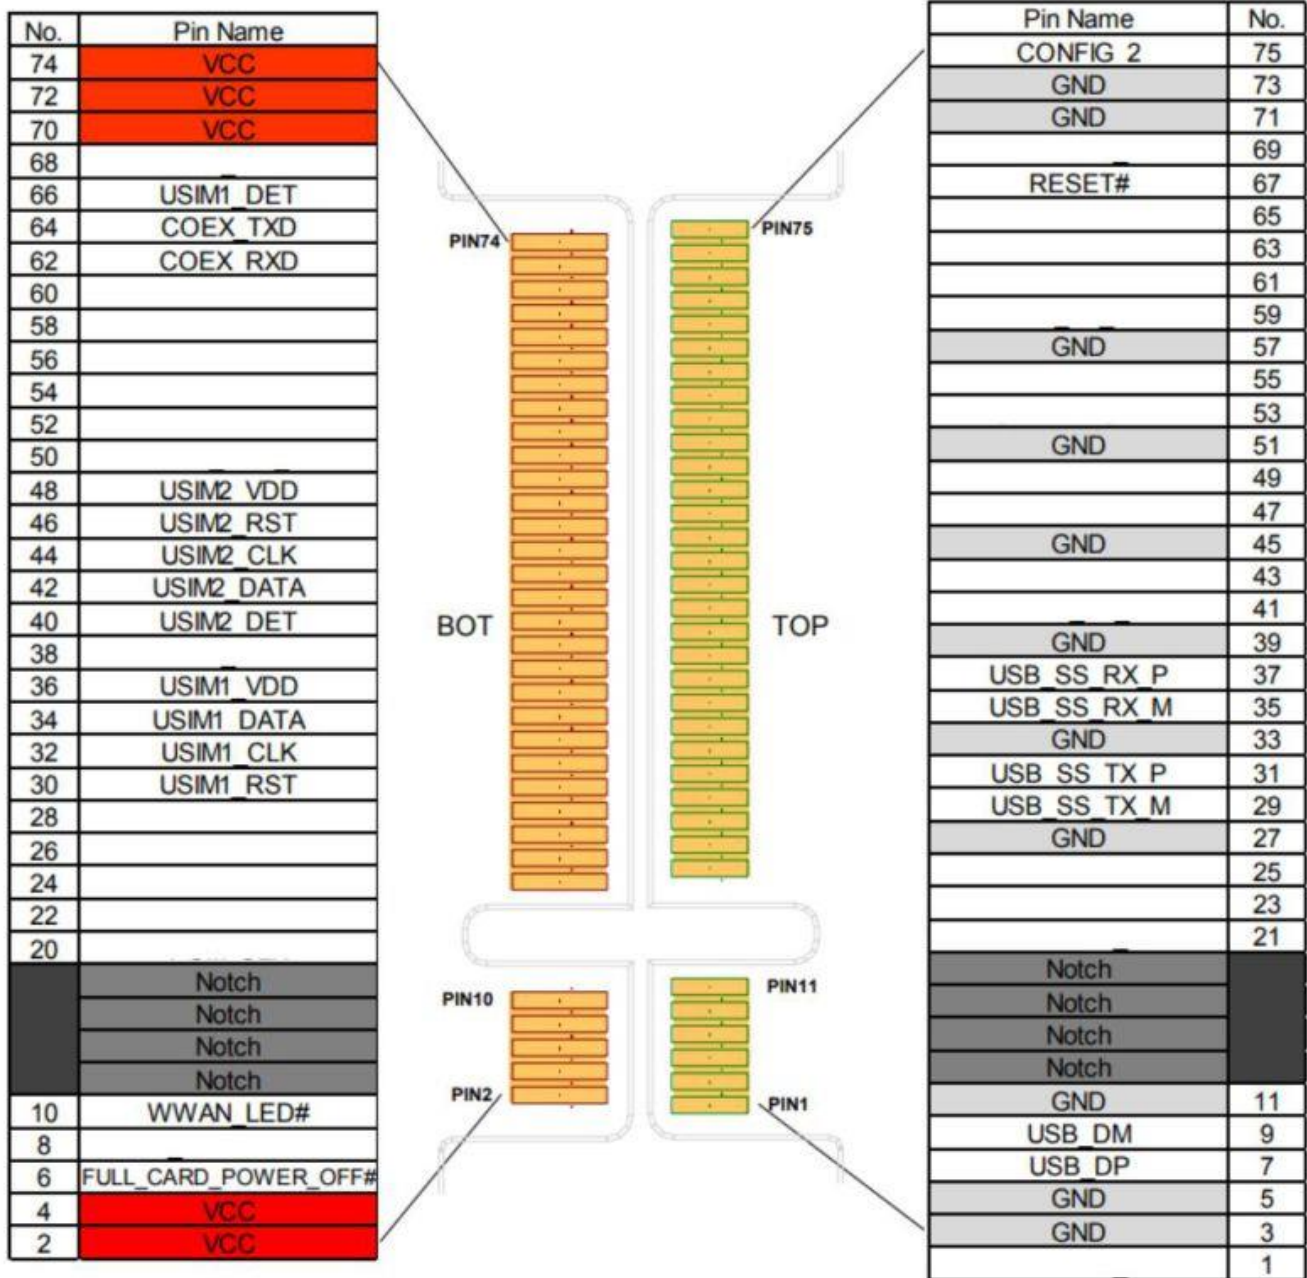 No. Pin Name
74 VCC
72 VCC
70 VCC
68
66 USIM1_DET
64 COEX_TXD
62 COEX_RXD
60
58
56
54
52
50
48 USIM2_VDD
46 USIM2_RST
44 USIM2_CLK
42 USIM2_DATA
40 USIM2_DET
38
36 USIM1_VDD
34 USIM1_DATA
32 USIM1_CLK
30 USIM1_RST
28
26
24
22
20
Notch
Notch
Notch
Notch
10 WWAN_LED#
8
6 FULL_CARD_POWER_OFF#
4 VCC
2 VCC
PIN74
PIN75
BOT
TOP
PIN10
PIN11
PIN2
PIN1
Pin Name No.
CONFIG_2 75
GND 73
GND 71
69
RESET# 67
65
63
61
59
GND 57
55
53
GND 51
49
47
GND 45
43
41
GND 39
USB_SS_RX_P 37
USB_SS_RX_M 35
GND 33
USB_SS_TX_P 31
USB_SS_TX_M 29
GND 27
25
23
21
Notch
Notch
Notch
Notch
GND 11
USB_DM 9
USB_DP 7
GND 5
GND 3
1